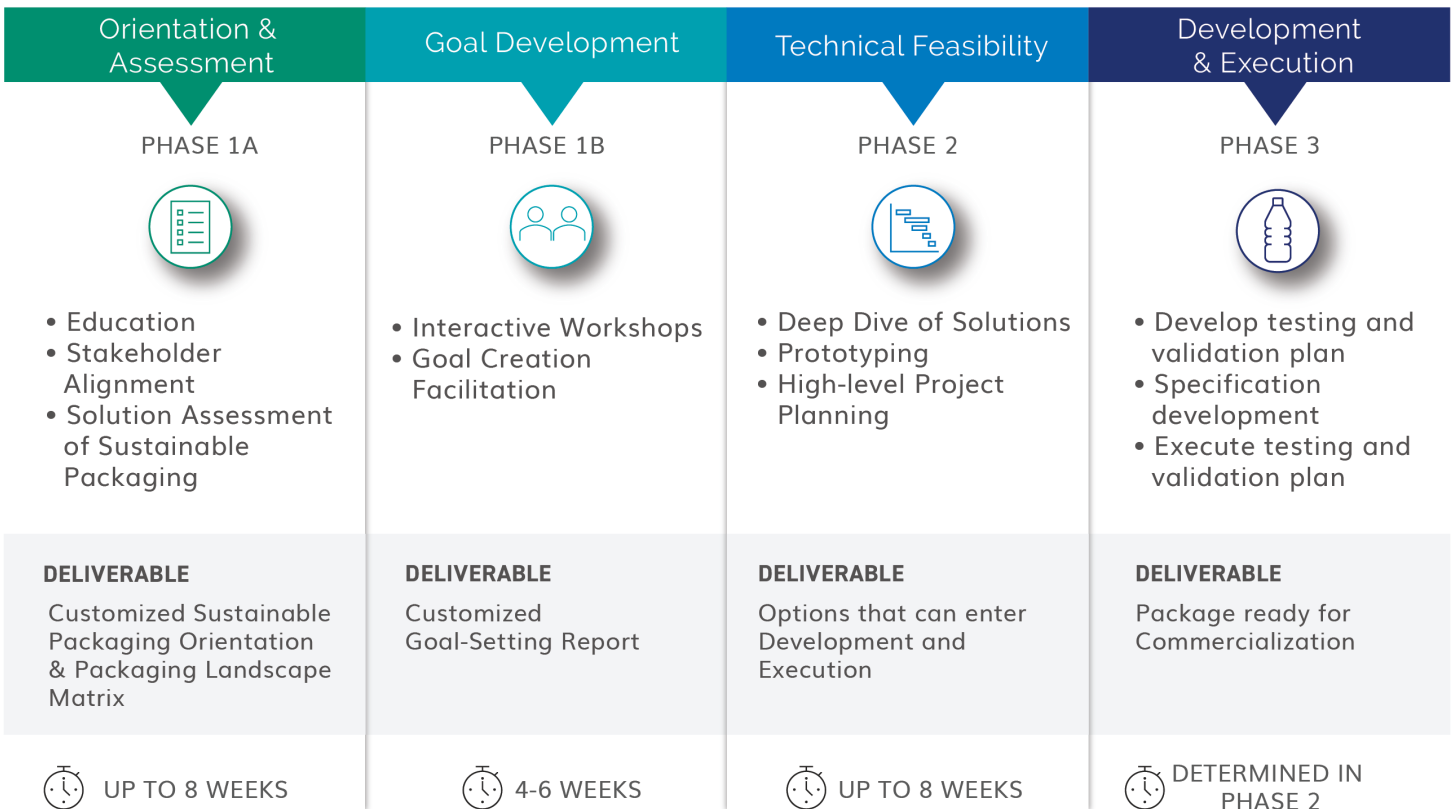 Orientation &
Assessment
PHASE 1A
• Education
• Stakeholder
Alignment
• Solution Assessment
of Sustainable
Packaging
DELIVERABLE
Customized Sustainable
Packaging Orientation
& Packaging Landscape
Matrix
UP TO 8 WEEKS
Goal Development
PHASE 1B
• Interactive Workshops
• Goal Creation
Facilitation
DELIVERABLE
Customized
Goal-Setting Report
4-6 WEEKS
Technical Feasibility
PHASE 2
• Deep Dive of Solutions
• Prototyping
• High-level Project
Planning
DELIVERABLE
Options that can enter
Development and
Execution
UP TO 8 WEEKS
Development
& Execution
PHASE 3
• Develop testing and
validation plan
• Specification
development
• Execute testing and
validation plan
DELIVERABLE
Package ready for
Commercialization
DETERMINED IN
PHASE 2